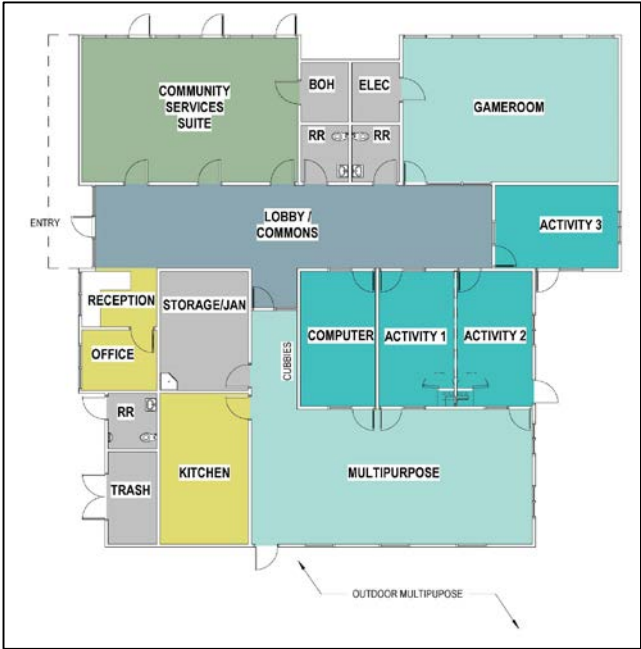 COMMUNITY
SERVICES
SUITE
BOH
ELEC
GAMEROOM
RR
RR
ENTRY
LOBBY /
COMMONS
ACTIVITY 3
RECEPTION
STORAGE/JAN
OFFICE
CUBBIES
COMPUTER
ACTIVITY 1
ACTIVITY 2
RR
TRASH
KITCHEN
MULTIPURPOSE
OUTDOOR MULTIPUPOSE